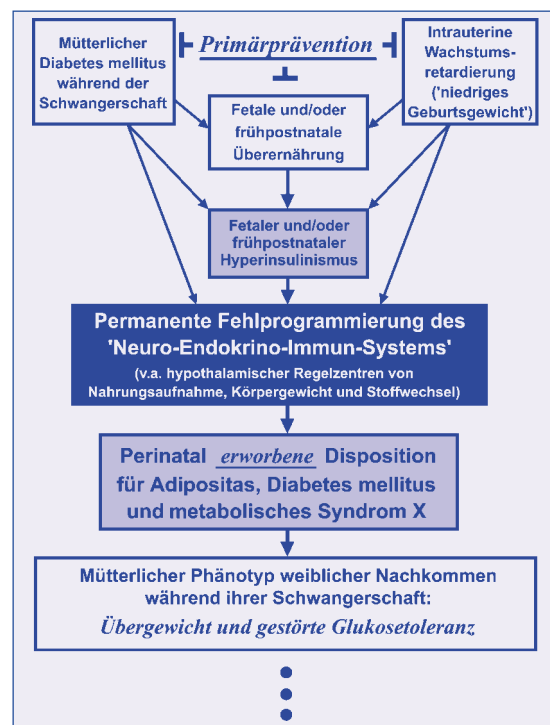 Mütterlicher
Diabetes mellitus
während der
Schwangerschaft
Primärprävention
Intrauterine
Wachstums-
retardierung
('niedriges
Geburtsgewicht')
Fetale und/oder
frühpostnatale
Überernährung
Fetaler und/oder
frühpostnataler
Hyperinsulinismus
Permanente Fehlprogrammierung des
'Neuro-Endokrino-Immun-Systems'
(v.a. hypothalamischer Regelzentren von
Nahrungsaufnahme, Körpergewicht und Stoffwechsel)
Perinatal erworbene Disposition
für Adipositas, Diabetes mellitus
und metabolisches Syndrom X
Mütterlicher Phänotyp weiblicher Nachkommen
während ihrer Schwangerschaft:
Übergewicht und gestörte Glukosetoleranz